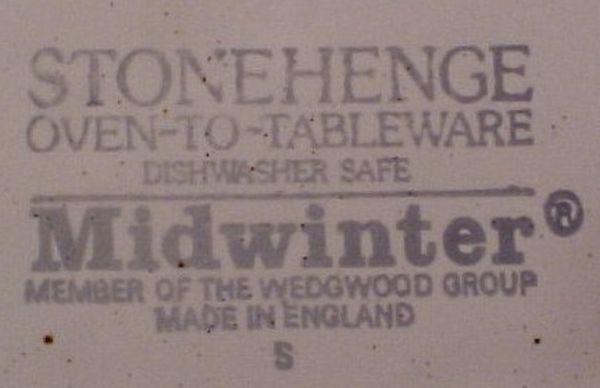 STONEHENGE
OVEN-TO-TABLEWARE
DISHWASHER SAFE
Midwinter®
MEMBER OF THE WEDGWOOD GROUP
MADE IN ENGLAND
S